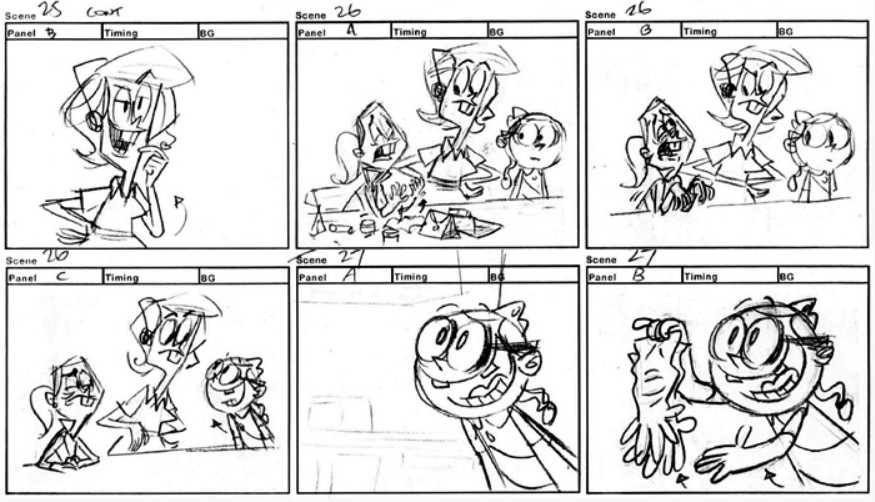 Scene 25 CONT
Panel B Timing BG
Scene 26
Panel A Timing BG
Scene 26
Panel B Timing BG
Scene 26
Panel C Timing BG
Scene 27
Panel A Timing BG
Scene 27
Panel B Timing BG